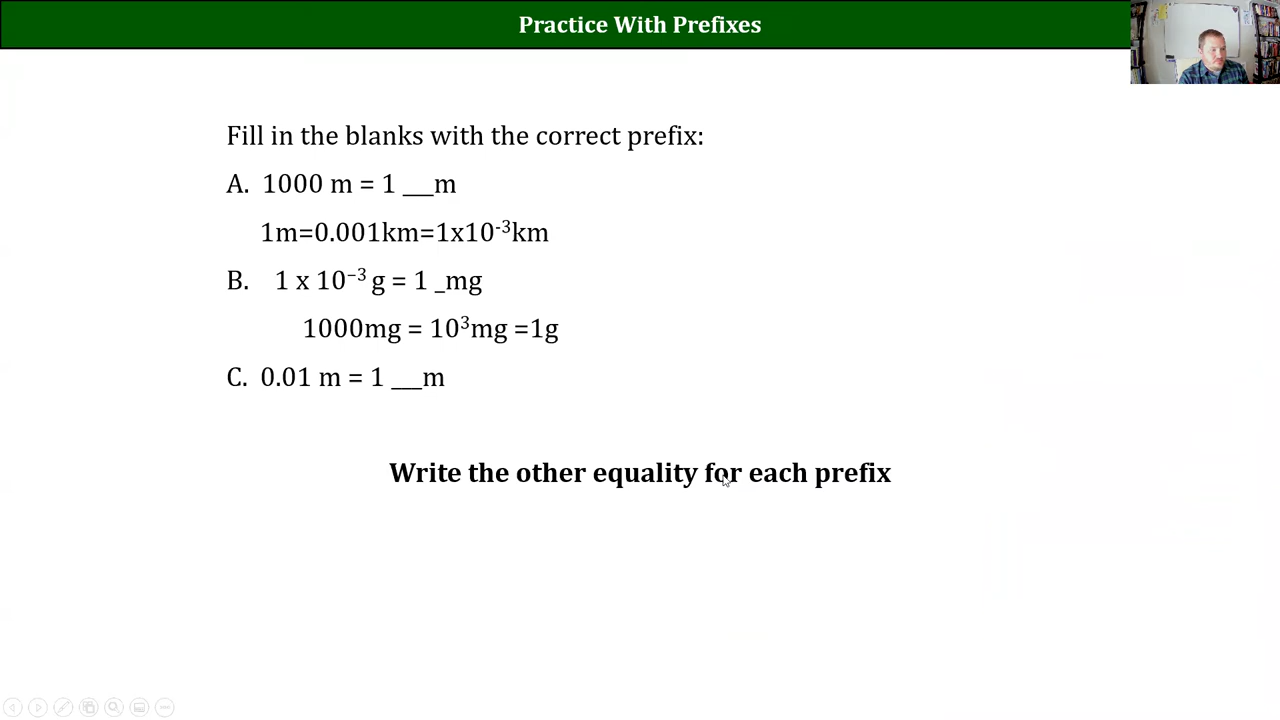 Practice With Prefixes
Fill in the blanks with the correct prefix:
A. 1000 m = 1 ___m
1m=0.001km=1x10⁻³km
B. 1 x 10⁻³ g = 1 _mg
1000mg = 10³mg =1g
C. 0.01 m = 1 ___m
Write the other equality for each prefix